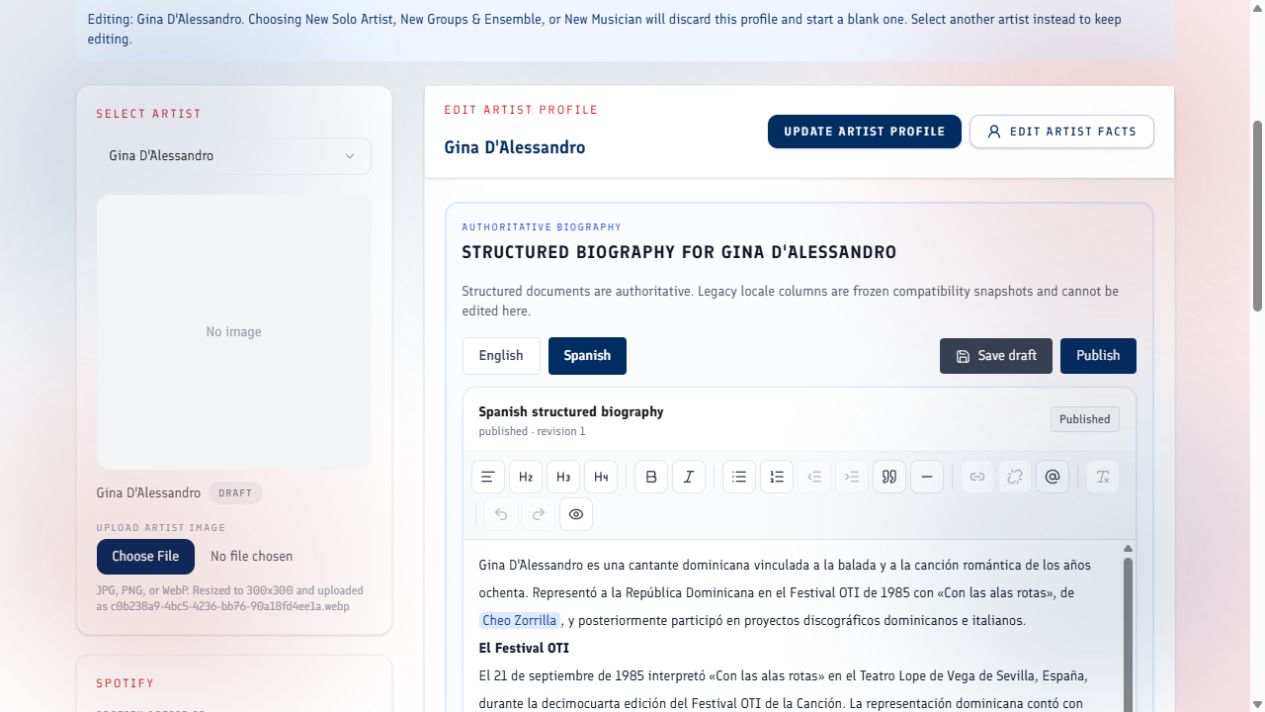 Editing: Gina D'Alessandro. Choosing New Solo Artist, New Groups & Ensemble, or New Musician will discard this profile and start a blank one. Select another artist instead to keep
editing.
SELECT ARTIST
Gina D'Alessandro
No image
Gina D'Alessandro DRAFT
UPLOAD ARTIST IMAGE
Choose File No file chosen
JPG, PNG, or WebP. Resized to 300x300 and uploaded
as c0b238a9-4bc5-4236-bb76-90a18fd4ee1a.webp
SPOTIFY
EDIT ARTIST PROFILE
Gina D'Alessandro
UPDATE ARTIST PROFILE
EDIT ARTIST FACTS
AUTHORITATIVE BIOGRAPHY
STRUCTURED BIOGRAPHY FOR GINA D'ALESSANDRO
Structured documents are authoritative. Legacy locale columns are frozen compatibility snapshots and cannot be
edited here.
English Spanish Save draft Publish
Spanish structured biography
published · revision 1
Published
H2 H3 H4 B I
Gina D'Alessandro es una cantante dominicana vinculada a la balada y a la canción romántica de los años
ochenta. Representó a la República Dominicana en el Festival OTI de 1985 con «Con las alas rotas», de
Cheo Zorrilla , y posteriormente participó en proyectos discográficos dominicanos e italianos.
El Festival OTI
El 21 de septiembre de 1985 interpretó «Con las alas rotas» en el Teatro Lope de Vega de Sevilla, España,
durante la decimocuarta edición del Festival OTI de la Canción. La representación dominicana contó con